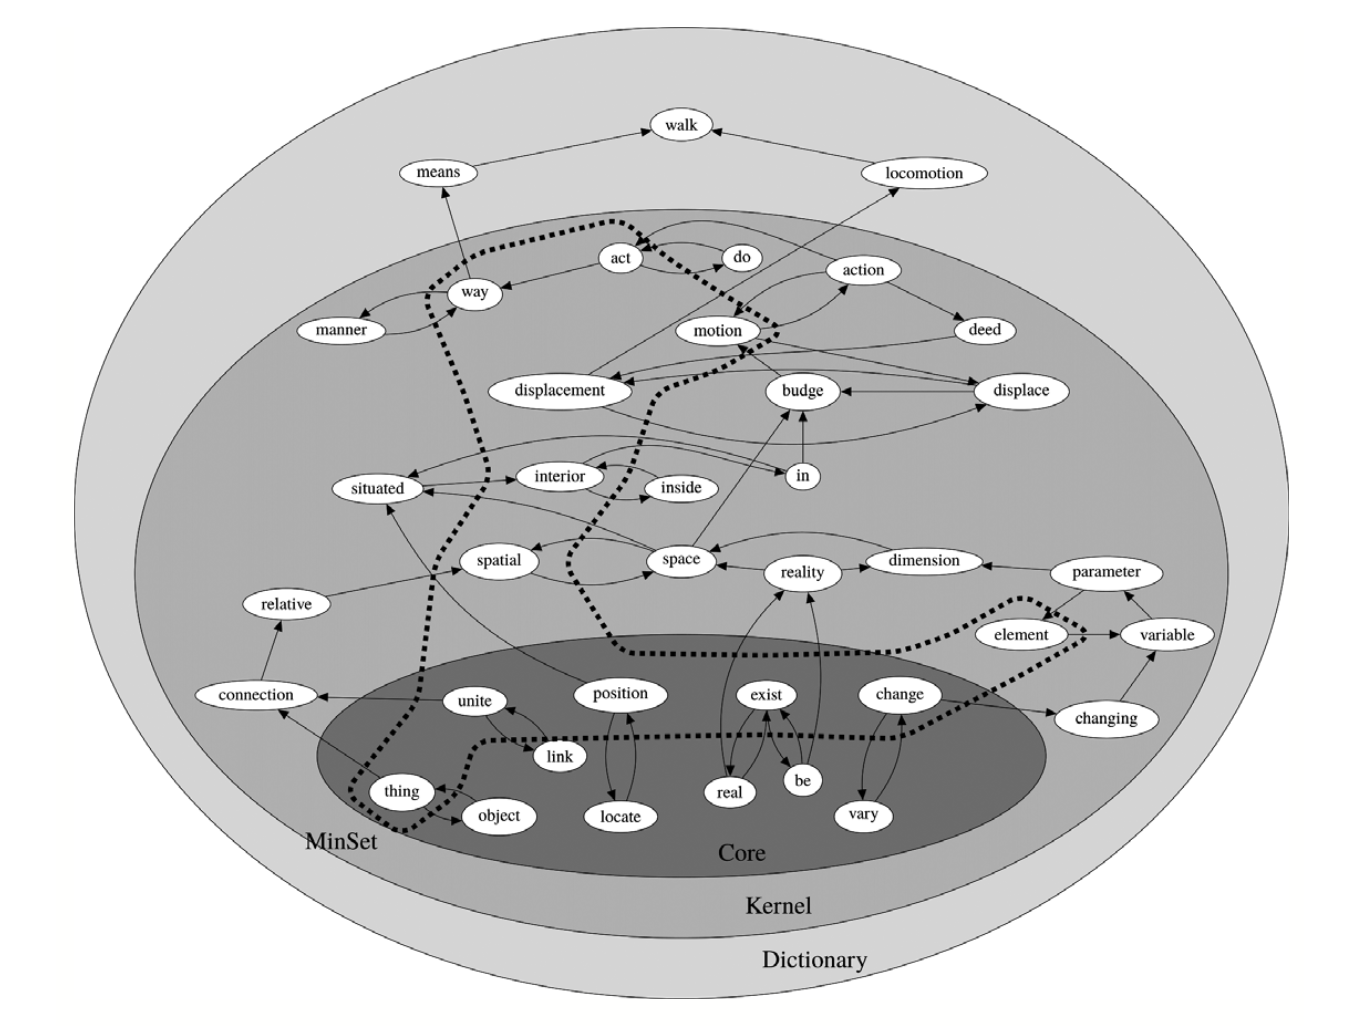 walk
means
locomotion
act
do
action
way
manner
motion
deed
displacement
budge
displace
situated
interior
inside
in
spatial
space
reality
dimension
parameter
relative
element
variable
connection
unite
position
exist
change
changing
link
thing
object
locate
real
be
vary
MinSet
Core
Kernel
Dictionary